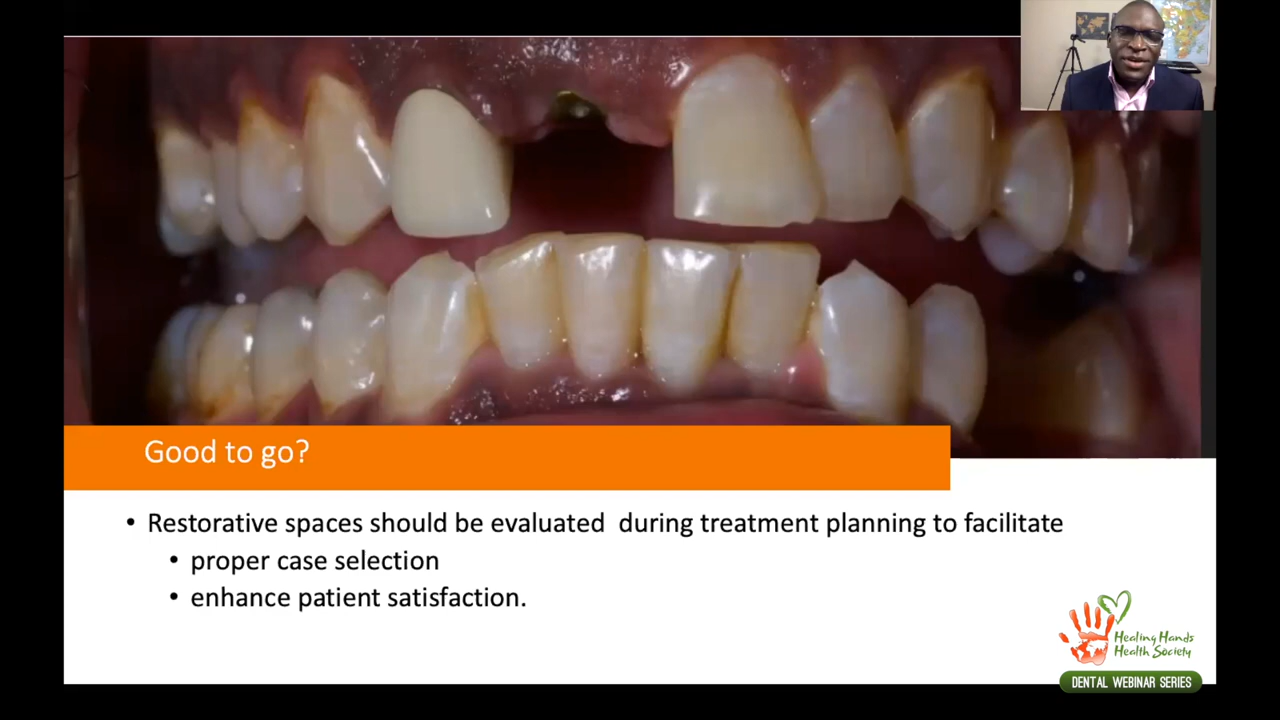 Good to go?
• Restorative spaces should be evaluated  during treatment planning to facilitate
• proper case selection
• enhance patient satisfaction.
Healing Hands
Health Society
DENTAL WEBINAR SERIES